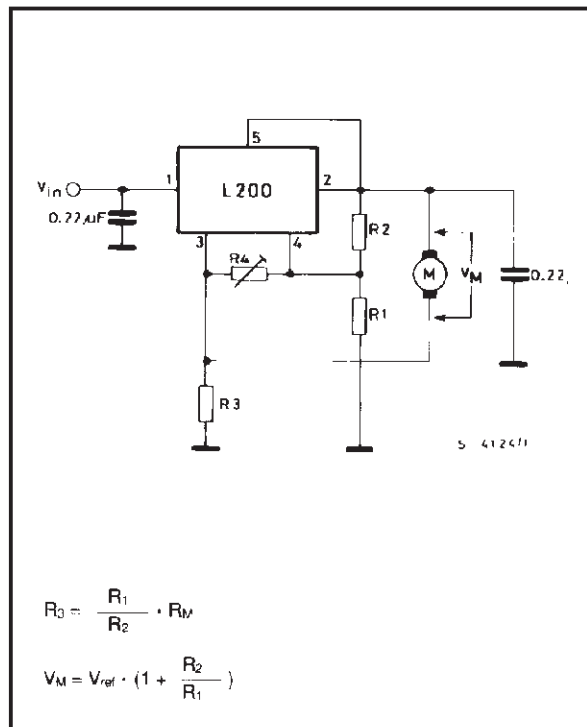 5
1
L200
2
Vin
0.22µF
3
4
R2
R4
M
VM
0.22
R1
R3
S 4124/1
R3 = R1/R2 · RM
VM = Vref · (1 + R2/R1)